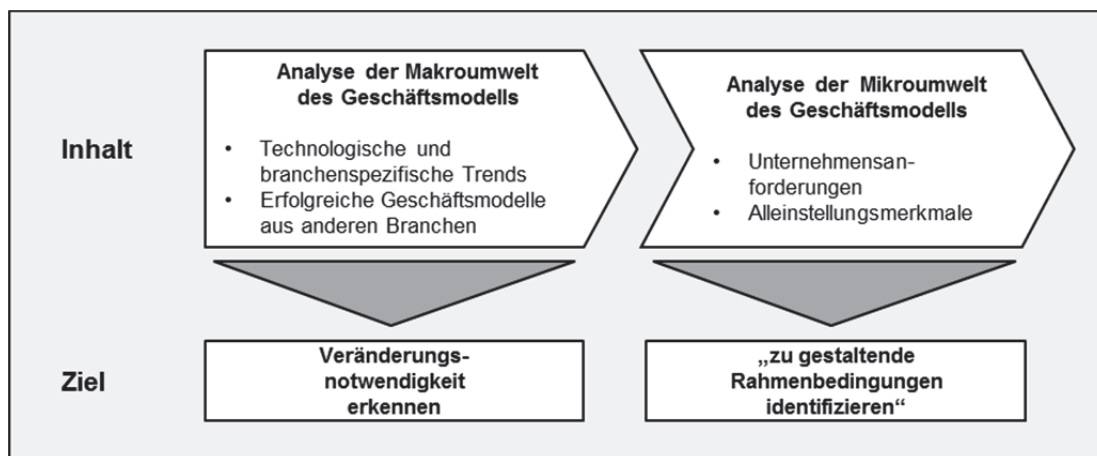 Inhalt
Analyse der Makroumwelt
des Geschäftsmodells
• Technologische und
branchenspezifische Trends
• Erfolgreiche Geschäftsmodelle
aus anderen Branchen
Analyse der Mikroumwelt
des Geschäftsmodells
• Unternehmensan-
forderungen
• Alleinstellungsmerkmale
Ziel
Veränderungs-
notwendigkeit
erkennen
„zu gestaltende
Rahmenbedingungen
identifizieren“